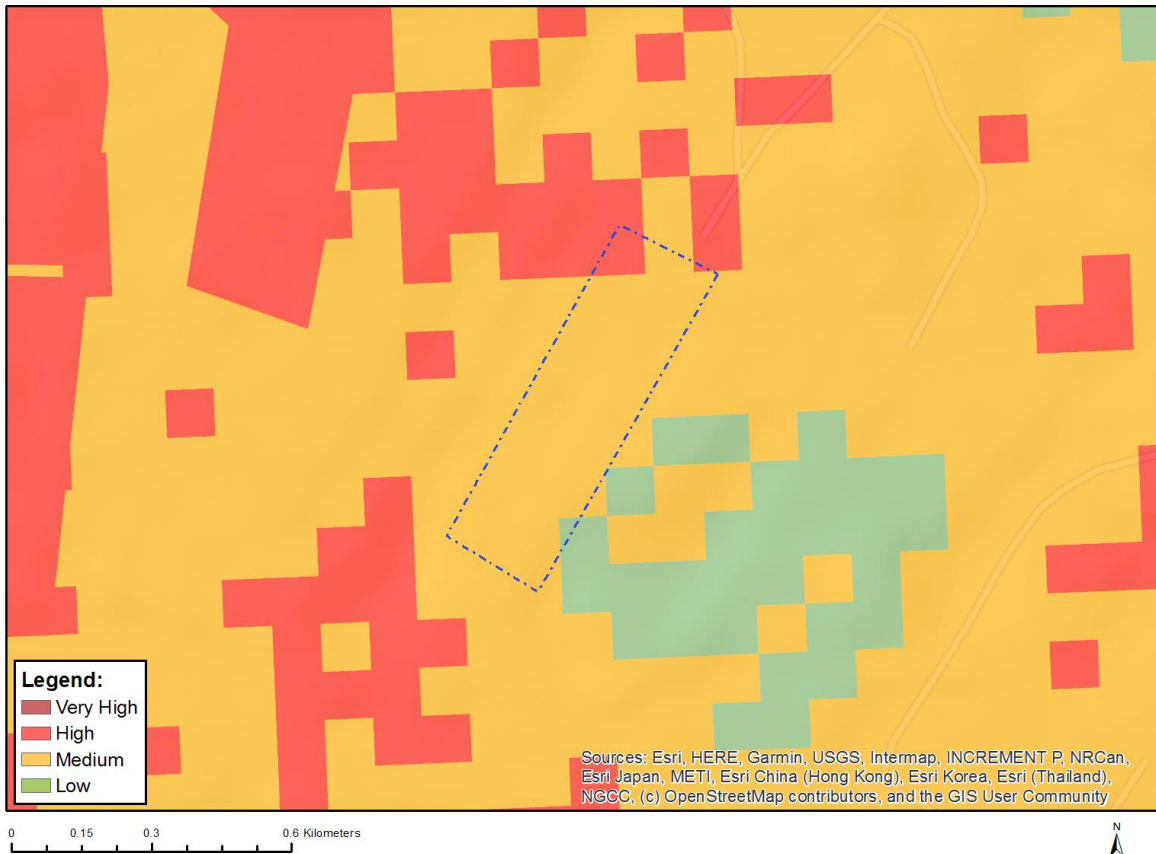 Legend:
Very High
High
Medium
Low
Sources: Esri, HERE, Garmin, USGS, Intermap, INCREMENT P, NRCan,
Esri Japan, METI, Esri China (Hong Kong), Esri Korea, Esri (Thailand),
NGCC, (c) OpenStreetMap contributors, and the GIS User Community
0 0.15 0.3 0.6 Kilometers
N